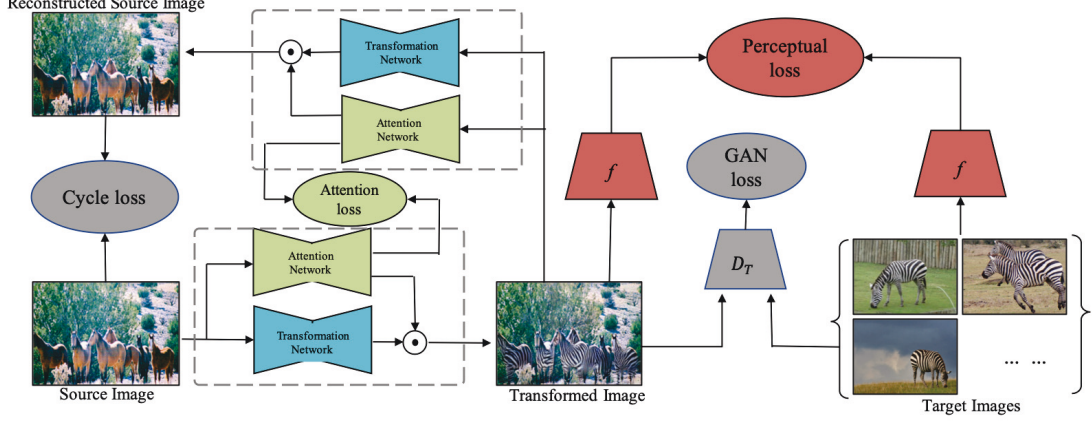 Reconstructed Source Image
Transformation
Network
Attention
Network
Perceptual
loss
GAN
loss
f
f
Cycle loss
Attention
loss
Attention
Network
D_T
Transformation
Network
... ...
Source Image
Transformed Image
Target Images